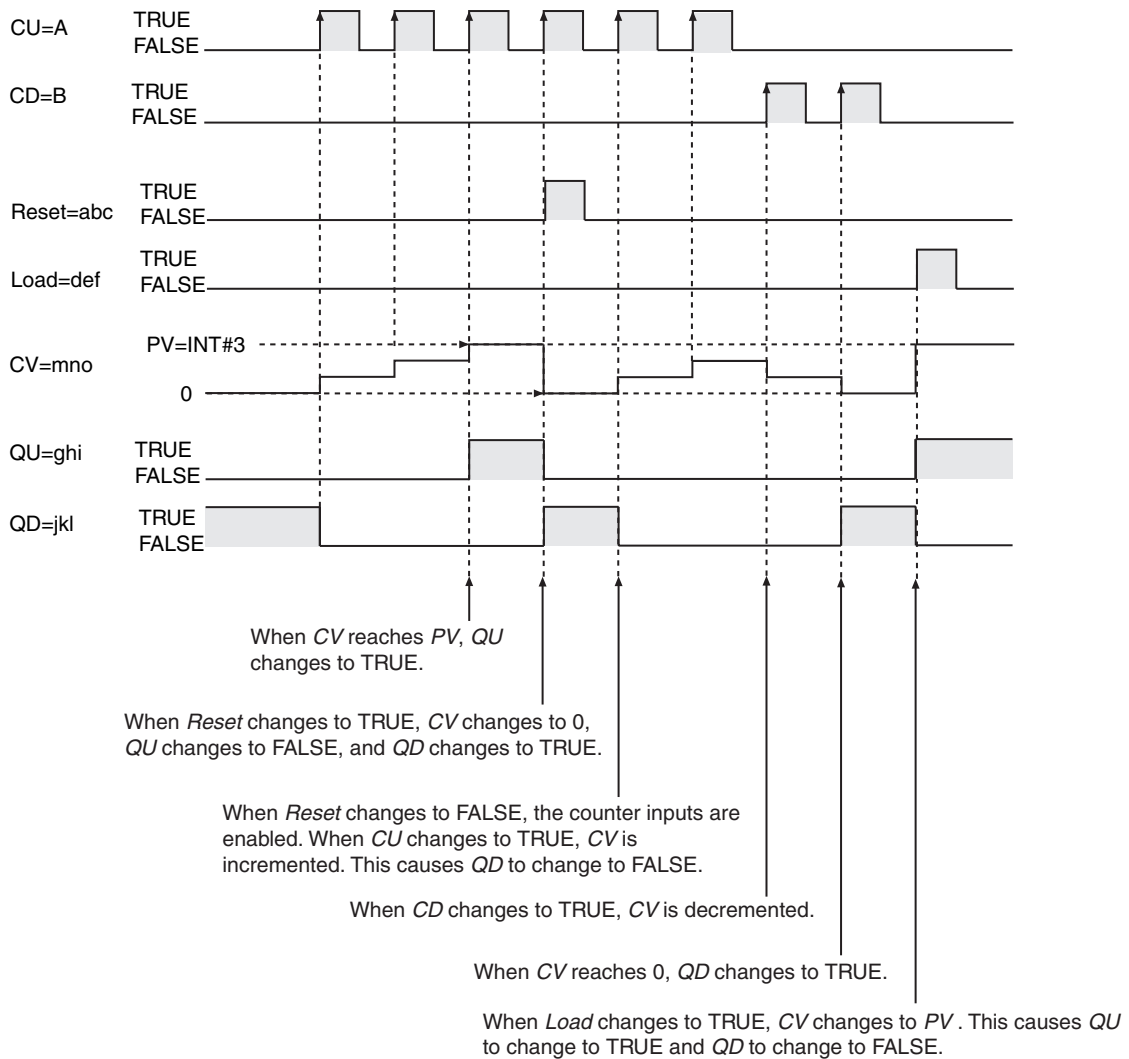 CU=A
TRUE
FALSE
CD=B
TRUE
FALSE
Reset=abc
TRUE
FALSE
Load=def
TRUE
FALSE
CV=mno
PV=INT#3
0
QU=ghi
TRUE
FALSE
QD=jkl
TRUE
FALSE
When CV reaches PV, QU
changes to TRUE.
When Reset changes to TRUE, CV changes to 0,
QU changes to FALSE, and QD changes to TRUE.
When Reset changes to FALSE, the counter inputs are
enabled. When CU changes to TRUE, CV is
incremented. This causes QD to change to FALSE.
When CD changes to TRUE, CV is decremented.
When CV reaches 0, QD changes to TRUE.
When Load changes to TRUE, CV changes to PV . This causes QU
to change to TRUE and QD to change to FALSE.